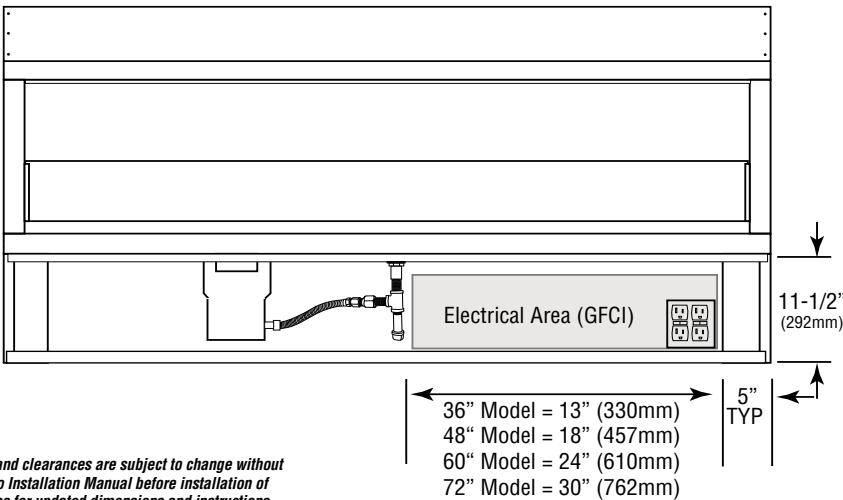 Electrical Area (GFCI)
11-1/2”
(292mm)
5”
TYP
36” Model = 13” (330mm)
48“ Model = 18” (457mm)
60” Model = 24” (610mm)
72” Model = 30” (762mm)
and clearances are subject to change without
Installation Manual before installation of
for updated dimensions and instructions